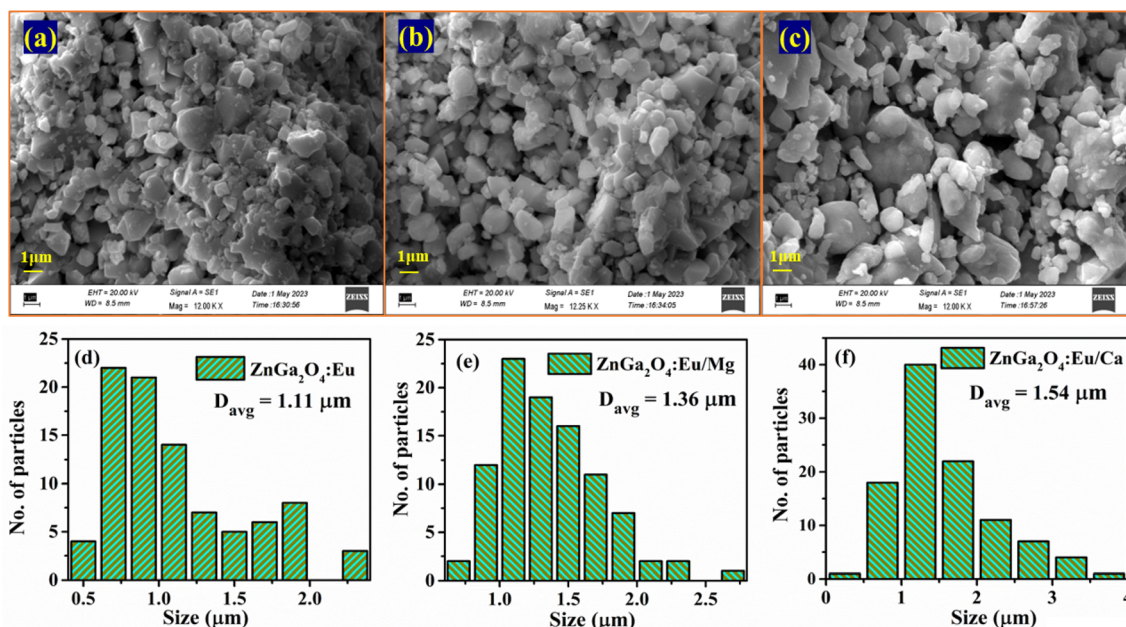 (a)
1μm
EHT = 20.00 kV
WD = 8.5 mm
Signal A = SE1
Mag = 12.00 K X
Date :1 May 2023
Time :16:30:56
ZEISS
(b)
1μm
EHT = 20.00 kV
WD = 8.5 mm
Signal A = SE1
Mag = 12.25 K X
Date :1 May 2023
Time :16:34:05
ZEISS
(c)
1μm
EHT = 20.00 kV
WD = 8.5 mm
Signal A = SE1
Mag = 12.00 K X
Date :1 May 2023
Time :16:57:26
ZEISS
(d)
ZnGa₂O₄:Eu
D_avg = 1.11 μm
No. of particles
25
20
15
10
5
0
0.5 1.0 1.5 2.0
Size (μm)
(e)
ZnGa₂O₄:Eu/Mg
D_avg = 1.36 μm
No. of particles
25
20
15
10
5
0
1.0 1.5 2.0 2.5
Size (μm)
(f)
ZnGa₂O₄:Eu/Ca
D_avg = 1.54 μm
No. of particles
40
30
20
10
0
0 1 2 3 4
Size (μm)